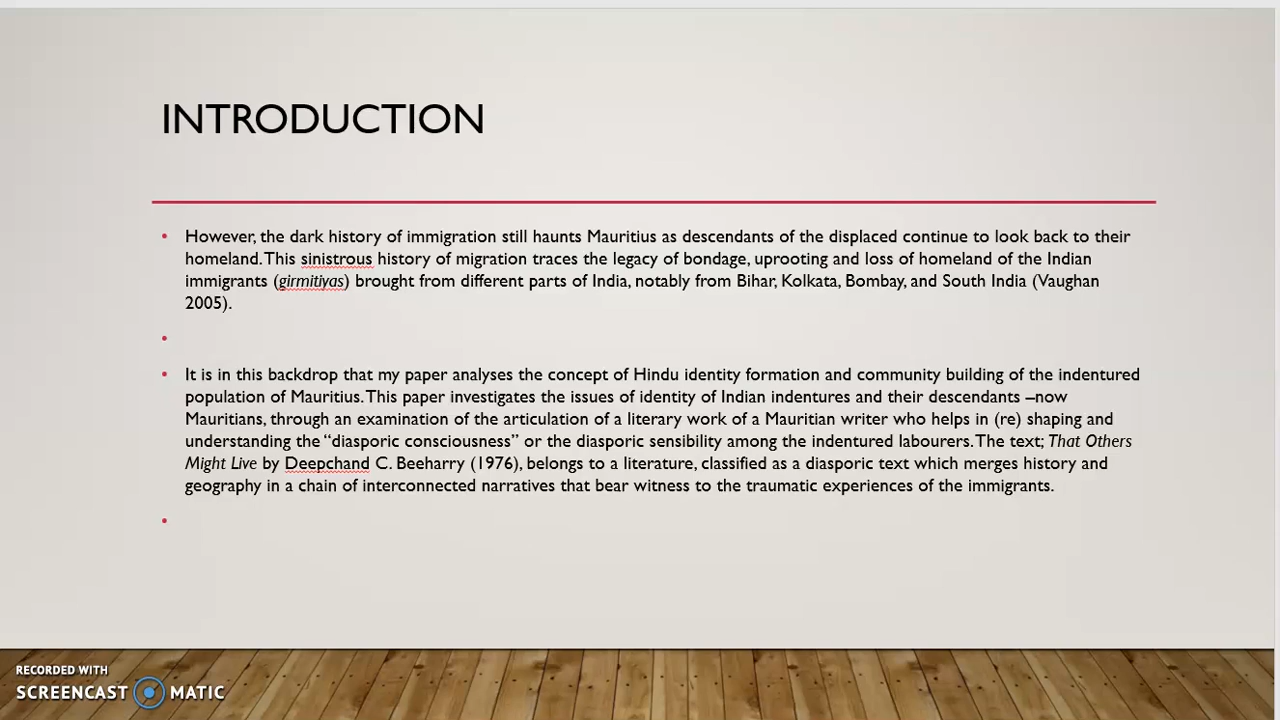 INTRODUCTION
• However, the dark history of immigration still haunts Mauritius as descendants of the displaced continue to look back to their
homeland. This sinistrous history of migration traces the legacy of bondage, uprooting and loss of homeland of the Indian
immigrants (girmitiyas) brought from different parts of India, notably from Bihar, Kolkata, Bombay, and South India (Vaughan
2005).
•
• It is in this backdrop that my paper analyses the concept of Hindu identity formation and community building of the indentured
population of Mauritius. This paper investigates the issues of identity of Indian indentures and their descendants –now
Mauritians, through an examination of the articulation of a literary work of a Mauritian writer who helps in (re) shaping and
understanding the “diasporic consciousness” or the diasporic sensibility among the indentured labourers. The text; That Others
Might Live by Deepchand C. Beeharry (1976), belongs to a literature, classified as a diasporic text which merges history and
geography in a chain of interconnected narratives that bear witness to the traumatic experiences of the immigrants.
•
RECORDED WITH
SCREENCAST MATIC